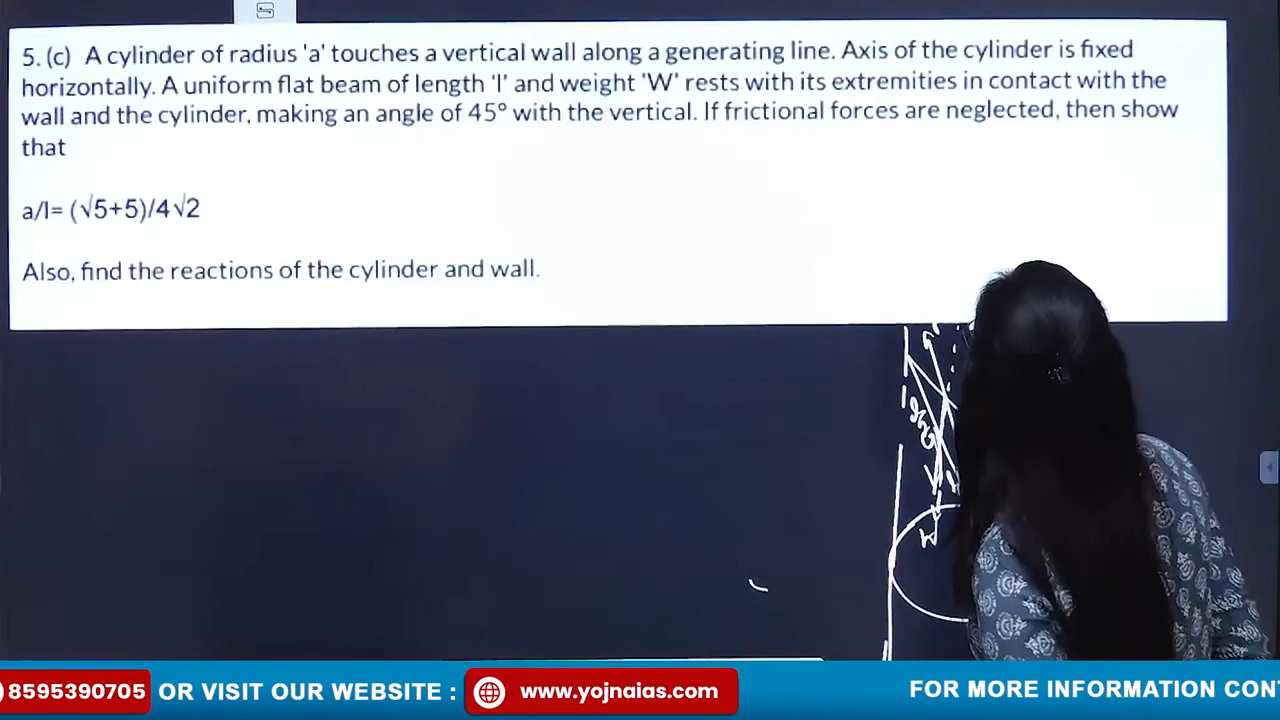 5. (c) A cylinder of radius 'a' touches a vertical wall along a generating line. Axis of the cylinder is fixed
horizontally. A uniform flat beam of length 'l' and weight 'W' rests with its extremities in contact with the
wall and the cylinder, making an angle of 45° with the vertical. If frictional forces are neglected, then show
that
a/l= (√5+5)/4√2
Also, find the reactions of the cylinder and wall.
8595390705 OR VISIT OUR WEBSITE : www.yojnaias.com FOR MORE INFORMATION CON